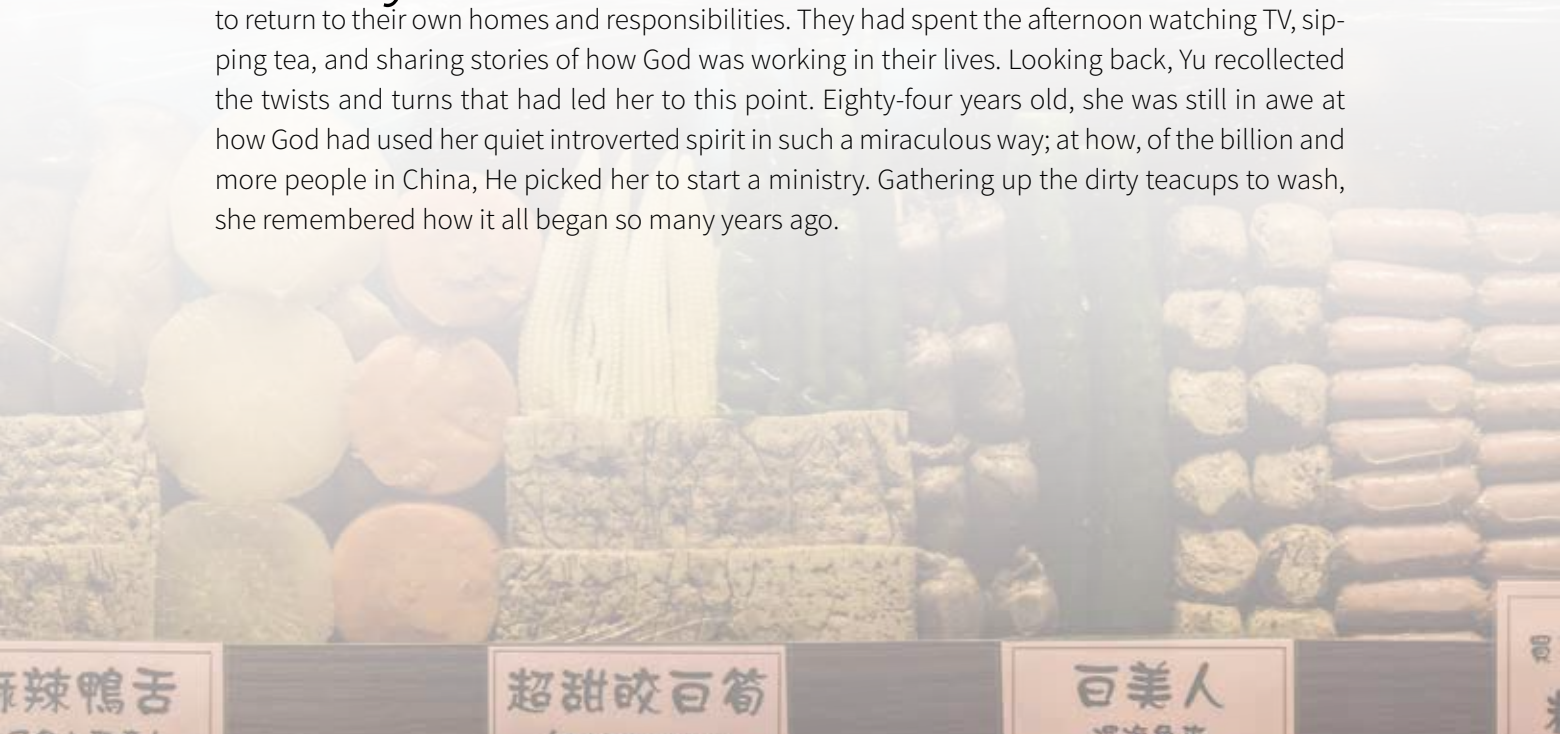 to return to their own homes and responsibilities. They had spent the afternoon watching TV, sip-
ping tea, and sharing stories of how God was working in their lives. Looking back, Yu recollected
the twists and turns that had led her to this point. Eighty-four years old, she was still in awe at
how God had used her quiet introverted spirit in such a miraculous way; at how, of the billion and
more people in China, He picked her to start a ministry. Gathering up the dirty teacups to wash,
she remembered how it all began so many years ago.
麻辣鴨舌
超甜皎白筍
百美人